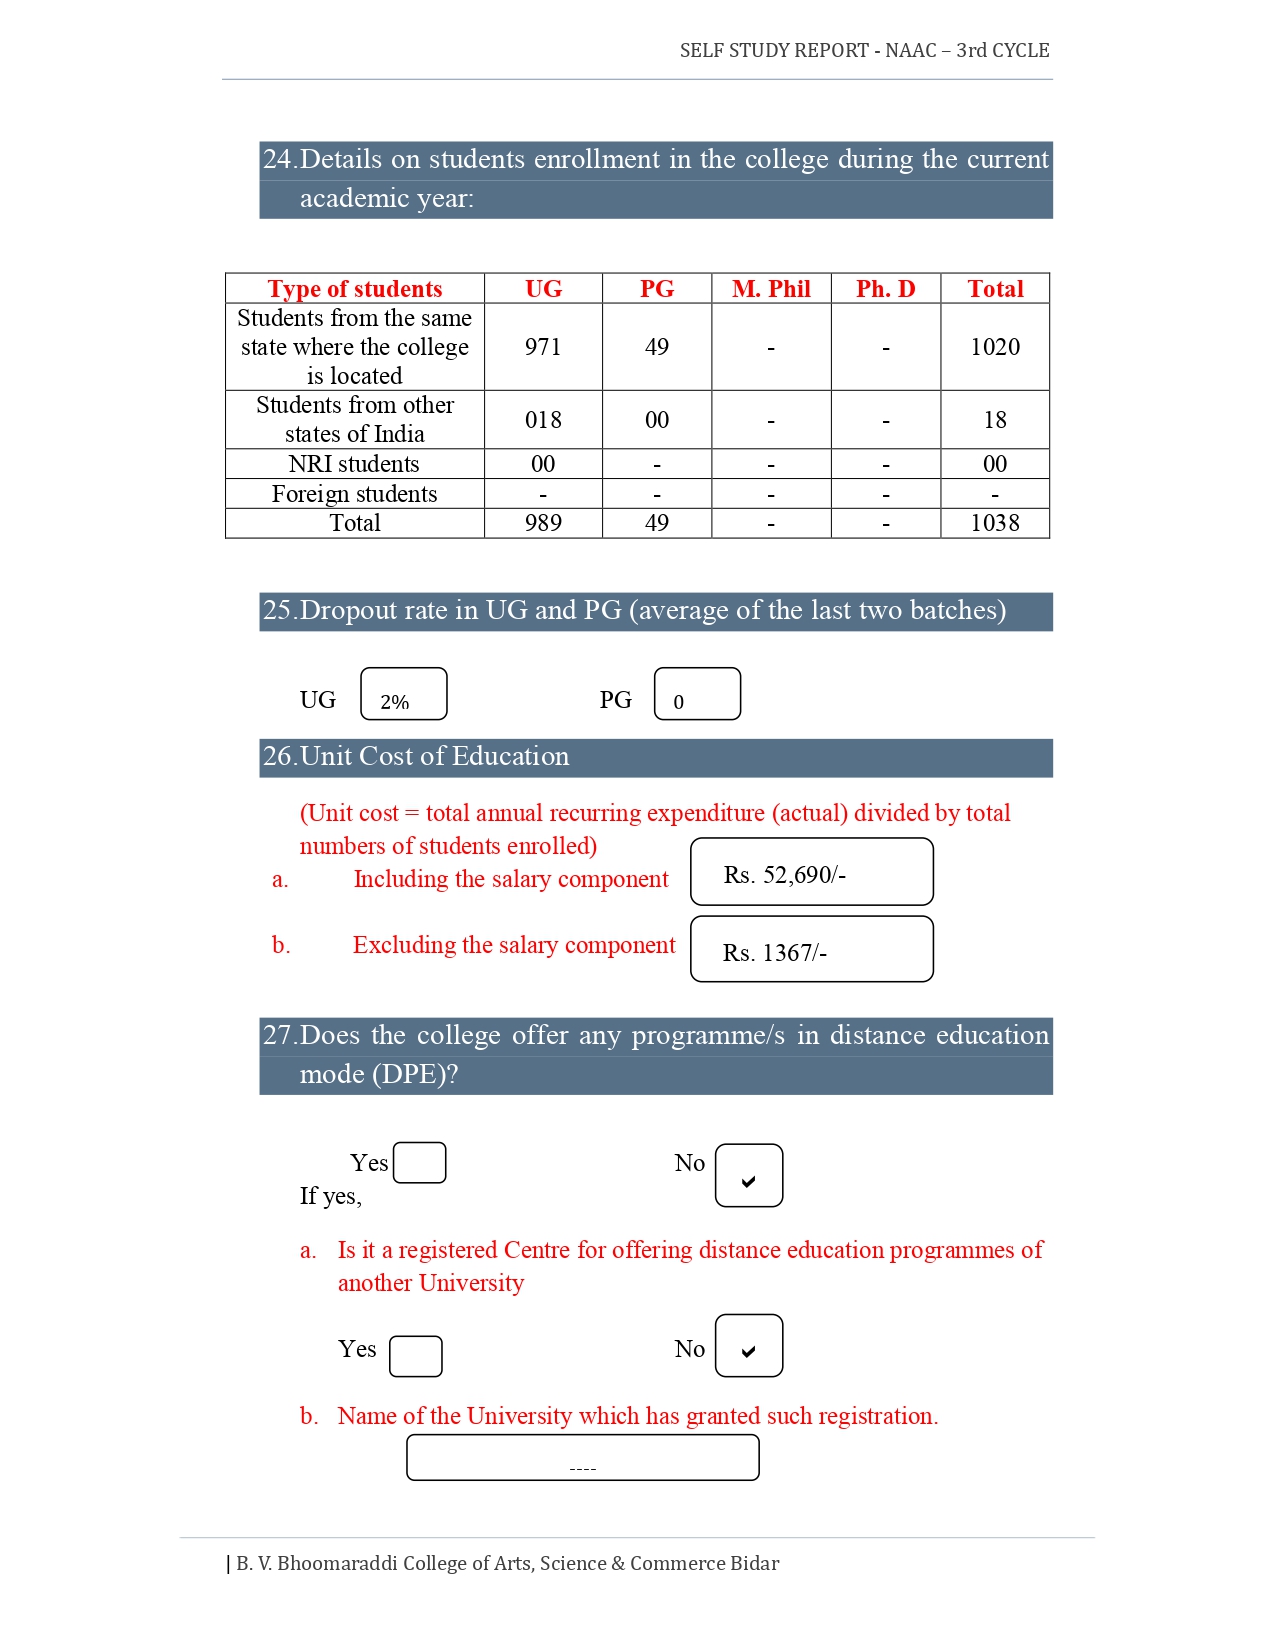 SELF STUDY REPORT - NAAC – 3rd CYCLE
24.Details on students enrollment in the college during the current
academic year:
Type of students UG PG M. Phil Ph. D Total
Students from the same
state where the college
is located
971 49 - - 1020
Students from other
states of India
018 00 - - 18
NRI students 00 - - - 00
Foreign students - - - - -
Total 989 49 - - 1038
25.Dropout rate in UG and PG (average of the last two batches)
UG 2% PG 0
26.Unit Cost of Education
(Unit cost = total annual recurring expenditure (actual) divided by total
numbers of students enrolled)
a. Including the salary component Rs. 52,690/-
b. Excluding the salary component Rs. 1367/-
27.Does the college offer any programme/s in distance education
mode (DPE)?
Yes No ✓
If yes,
a. Is it a registered Centre for offering distance education programmes of
another University
Yes No ✓
b. Name of the University which has granted such registration.
----
| B. V. Bhoomaraddi College of Arts, Science & Commerce Bidar